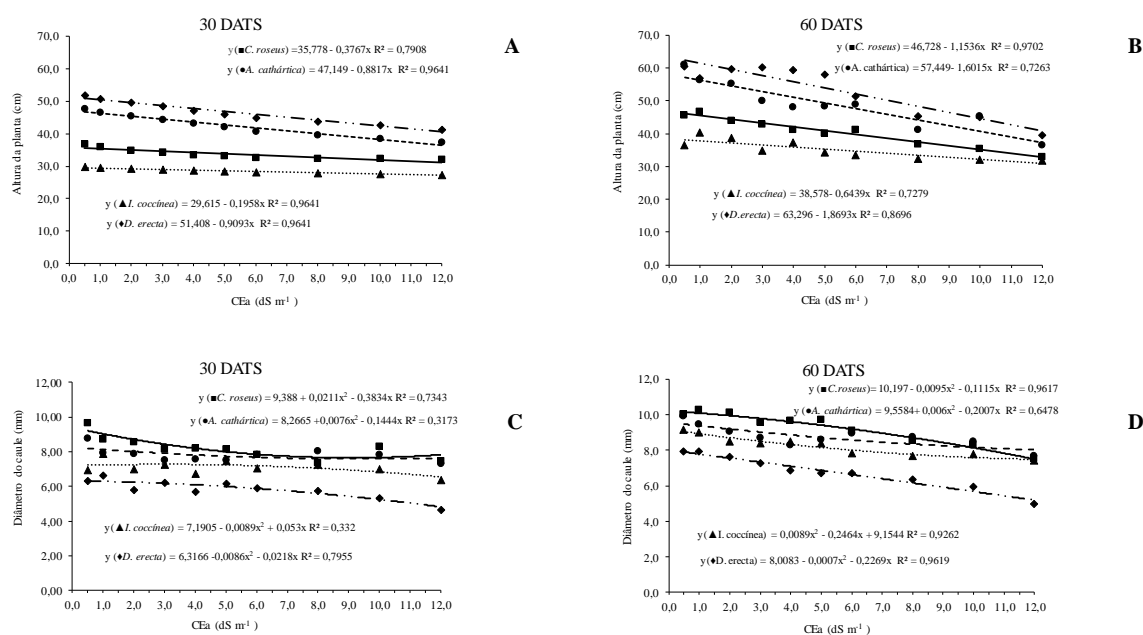 30 DATS
A
y (■C. roseus) =35,778 - 0,3767x R² = 0,7908
y (●A. cathártica) = 47,149 - 0,8817x  R² = 0,9641
70,0
60,0
50,0
40,0
30,0
20,0
10,0
0,0
Altura da planta (cm)
y (▲I. coccínea) = 29,615 - 0,1958x R² = 0,9641
y (♦D. erecta) = 51,408 - 0,9093x  R² = 0,9641
0,0 1,0 2,0 3,0 4,0 5,0 6,0 7,0 8,0 9,0 10,0 11,0 12,0
CEa (dS m⁻¹ )
60 DATS
B
y (■C. roseus) = 46,728 - 1,1536x  R² = 0,9702
y (●A. cathártica) = 57,449- 1,6015x  R² = 0,7263
70,0
60,0
50,0
40,0
30,0
20,0
10,0
0,0
Altura da planta (cm)
y (▲I. coccínea) = 38,578- 0,6439x R² = 0,7279
y (♦D.erecta) = 63,296 - 1,8693x  R² = 0,8696
0,0 1,0 2,0 3,0 4,0 5,0 6,0 7,0 8,0 9,0 10,0 11,0 12,0
CEa (dS m⁻¹ )
30 DATS
C
y (■C. roseus) = 9,388 + 0,0211x² - 0,3834x R² = 0,7343
y (●A. cathártica) = 8,2665 +0,0076x² - 0,1444x  R² = 0,3173
12,00
10,00
8,00
6,00
4,00
2,00
0,00
Diâmetro do caule (mm)
y (▲I. coccínea) = 7,1905 - 0,0089x² + 0,053x R² = 0,332
y (♦D. erecta) = 6,3166 -0,0086x² - 0,0218x R² = 0,7955
0,0 1,0 2,0 3,0 4,0 5,0 6,0 7,0 8,0 9,0 10,0 11,0 12,0
CEa (dS m⁻¹ )
60 DATS
D
y (■C.roseus) = 10,197 - 0,0095x² - 0,1115x  R² = 0,9617
y (●A. cathártica) = 9,5584+ 0,006x² - 0,2007x  R² = 0,6478
12,0
10,0
8,0
6,0
4,0
2,0
0,0
Diâmetro do caule (mm)
y (▲I. coccínea) = 0,0089x² - 0,2464x + 9,1544 R² = 0,9262
y (♦D. erecta) = 8,0083 - 0,0007x² - 0,2269x  R² = 0,9619
0,0 1,0 2,0 3,0 4,0 5,0 6,0 7,0 8,0 9,0 10,0 11,0 12,0
CEa (dS m⁻¹ )